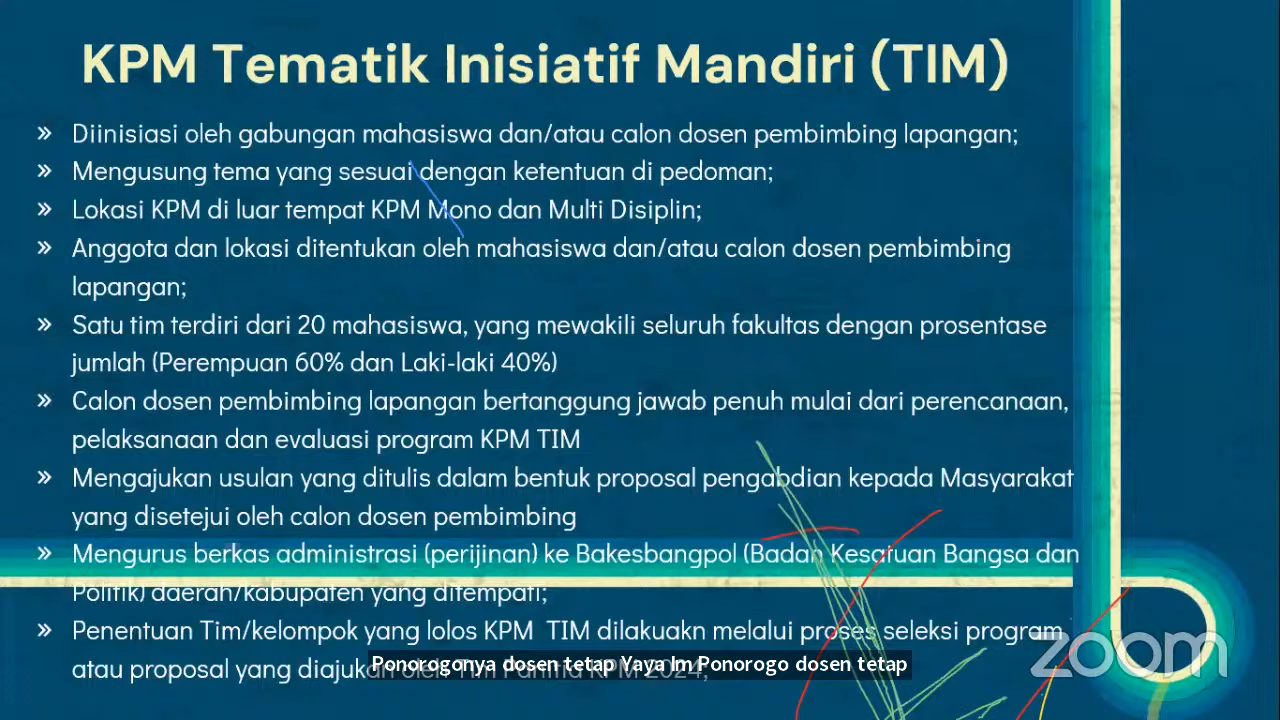 KPM Tematik Inisiatif Mandiri (TIM)
» Diinisiasi oleh gabungan mahasiswa dan/atau calon dosen pembimbing lapangan;
» Mengusung tema yang sesuai dengan ketentuan di pedoman;
» Lokasi KPM di luar tempat KPM Mono dan Multi Disiplin;
» Anggota dan lokasi ditentukan oleh mahasiswa dan/atau calon dosen pembimbing
lapangan;
» Satu tim terdiri dari 20 mahasiswa, yang mewakili seluruh fakultas dengan prosentase
jumlah (Perempuan 60% dan Laki-laki 40%)
» Calon dosen pembimbing lapangan bertanggung jawab penuh mulai dari perencanaan,
pelaksanaan dan evaluasi program KPM TIM
» Mengajukan usulan yang ditulis dalam bentuk proposal pengabdian kepada Masyarakat
yang disetejui oleh calon dosen pembimbing
» Mengurus berkas administrasi (perijinan) ke Bakesbangpol (Badan Kesatuan Bangsa dan
Politik) daerah/kabupaten yang ditempati;
» Penentuan Tim/kelompok yang lolos KPM TIM dilakuakn melalui proses seleksi program
atau proposal yang diajukan oleh Tim Panitia KPM 2024;
Ponorogonya dosen tetap Yaya Im Ponorogo dosen tetap
zoom